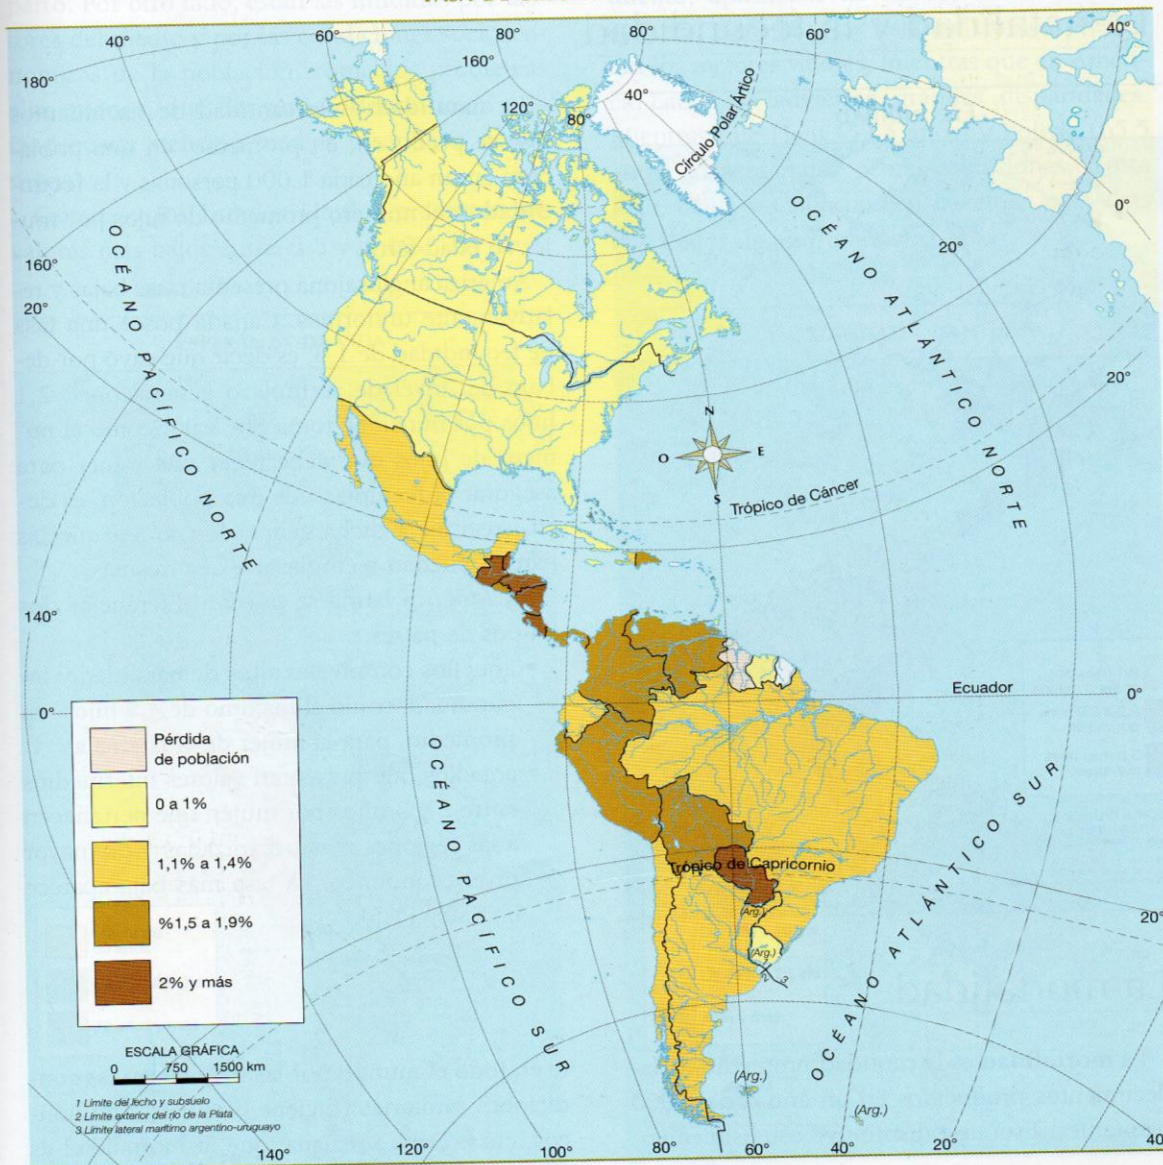 40°
60°
80°
160°
120°
80°
40°
60°
40°
180°
Círculo Polar Ártico
0°
20°
OCÉANO ATLÁNTICO NORTE
OCÉANO PACÍFICO NORTE
160°
20°
20°
N
O
E
S
Trópico de Cáncer
140°
Ecuador
0°
0°
Pérdida
de población
0 a 1%
1,1% a 1,4%
%1,5 a 1,9%
2% y más
OCÉANO PACÍFICO SUR
OCÉANO ATLÁNTICO SUR
Trópico de Capricornio
(Arg.)
(Arg.)
1
2
3
20°
ESCALA GRÁFICA
0 750 1500 km
1 Límite del lecho y subsuelo
2 Límite exterior del río de la Plata
3 Límite lateral marítimo argentino-uruguayo
(Arg.)
(Arg.)
140°
120°
100°
80°
60°
40°
20°
40°